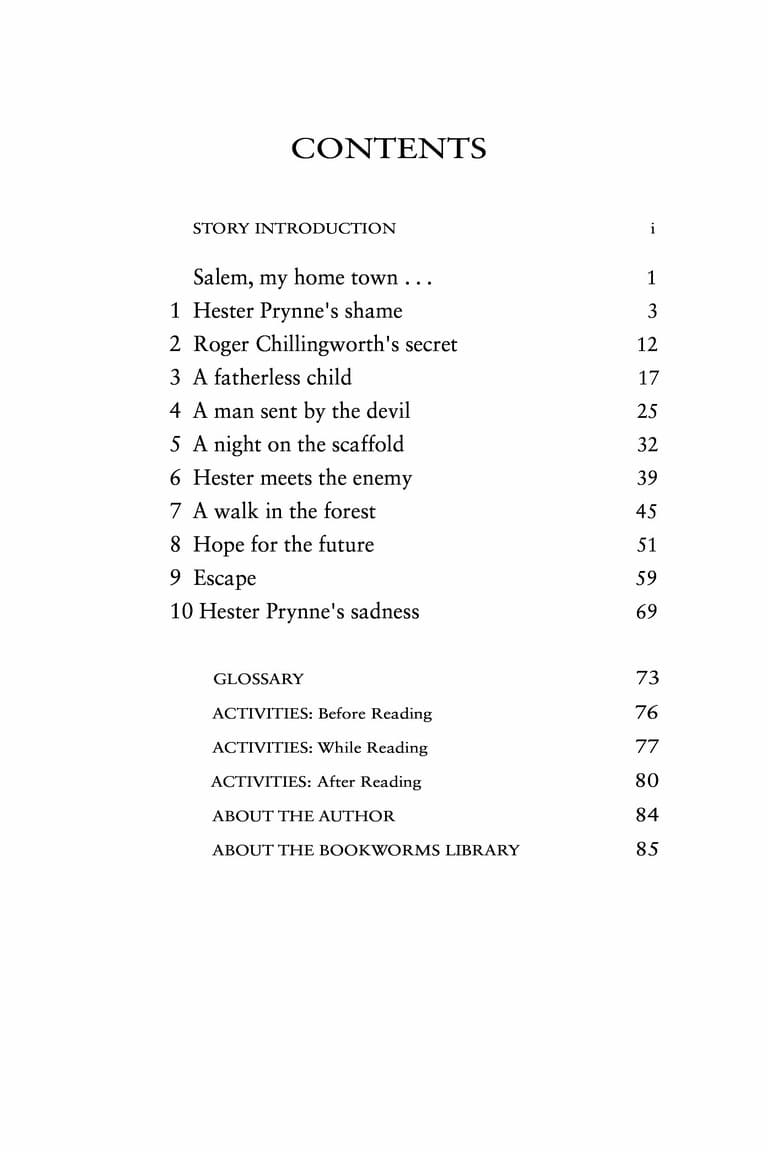 CONTENTS
STORY INTRODUCTION i
Salem, my home town . . . 1
1 Hester Prynne's shame 3
2 Roger Chillingworth's secret 12
3 A fatherless child 17
4 A man sent by the devil 25
5 A night on the scaffold 32
6 Hester meets the enemy 39
7 A walk in the forest 45
8 Hope for the future 51
9 Escape 59
10 Hester Prynne's sadness 69
GLOSSARY 73
ACTIVITIES: Before Reading 76
ACTIVITIES: While Reading 77
ACTIVITIES: After Reading 80
ABOUT THE AUTHOR 84
ABOUT THE BOOKWORMS LIBRARY 85